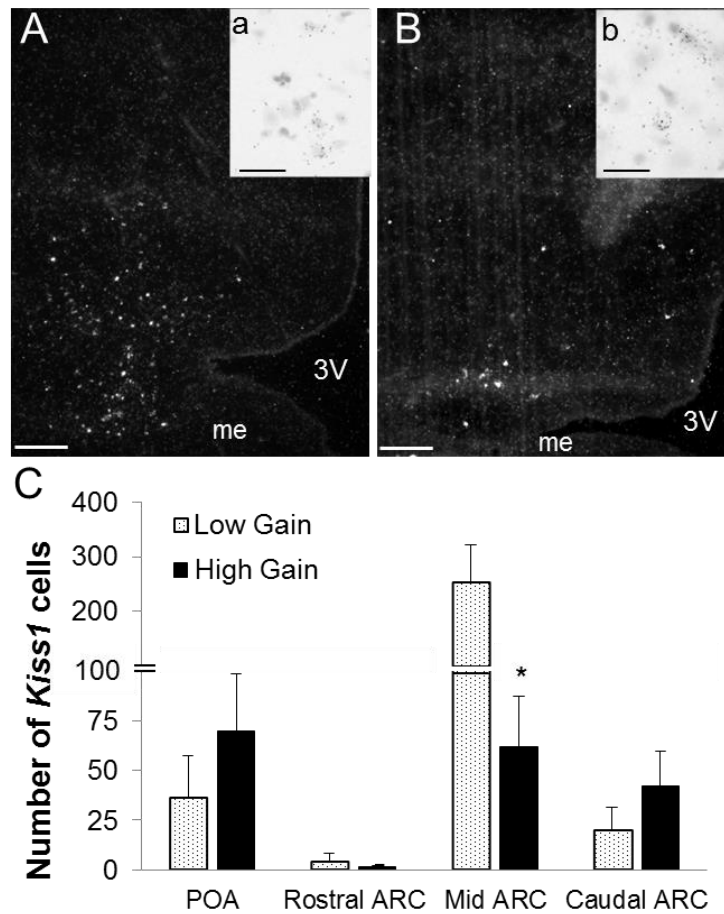 A
a
3V
me
B
b
3V
me
C
Number of Kiss1 cells
400
300
200
100
75
50
25
0
Low Gain
High Gain
*
POA
Rostral ARC
Mid ARC
Caudal ARC